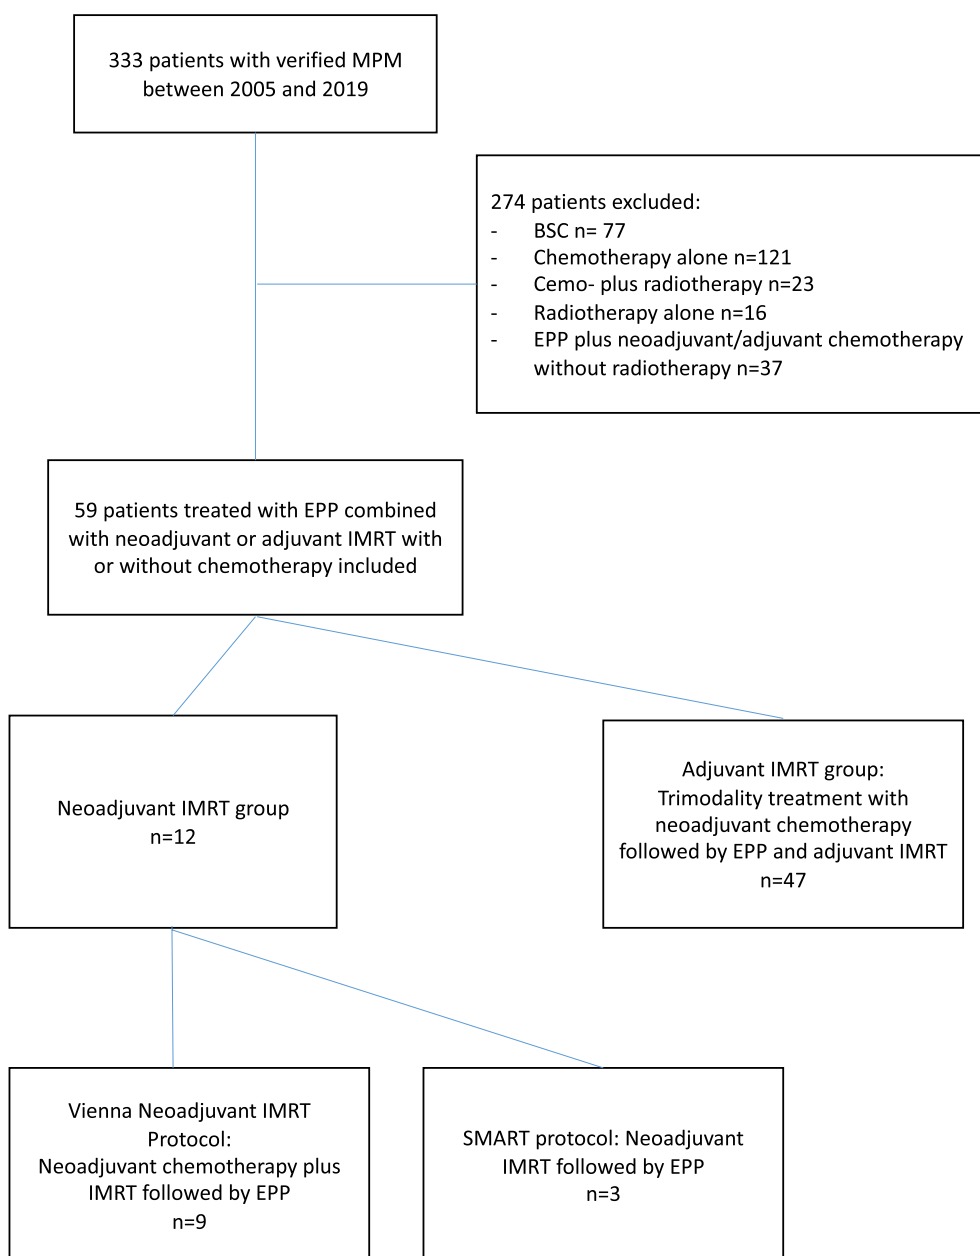 333 patients with verified MPM
between 2005 and 2019
274 patients excluded:
- BSC n= 77
- Chemotherapy alone n=121
- Cemo- plus radiotherapy n=23
- Radiotherapy alone n=16
- EPP plus neoadjuvant/adjuvant chemotherapy
without radiotherapy n=37
59 patients treated with EPP combined
with neoadjuvant or adjuvant IMRT with
or without chemotherapy included
Neoadjuvant IMRT group
n=12
Adjuvant IMRT group:
Trimodality treatment with
neoadjuvant chemotherapy
followed by EPP and adjuvant IMRT
n=47
Vienna Neoadjuvant IMRT
Protocol:
Neoadjuvant chemotherapy plus
IMRT followed by EPP
n=9
SMART protocol: Neoadjuvant
IMRT followed by EPP
n=3